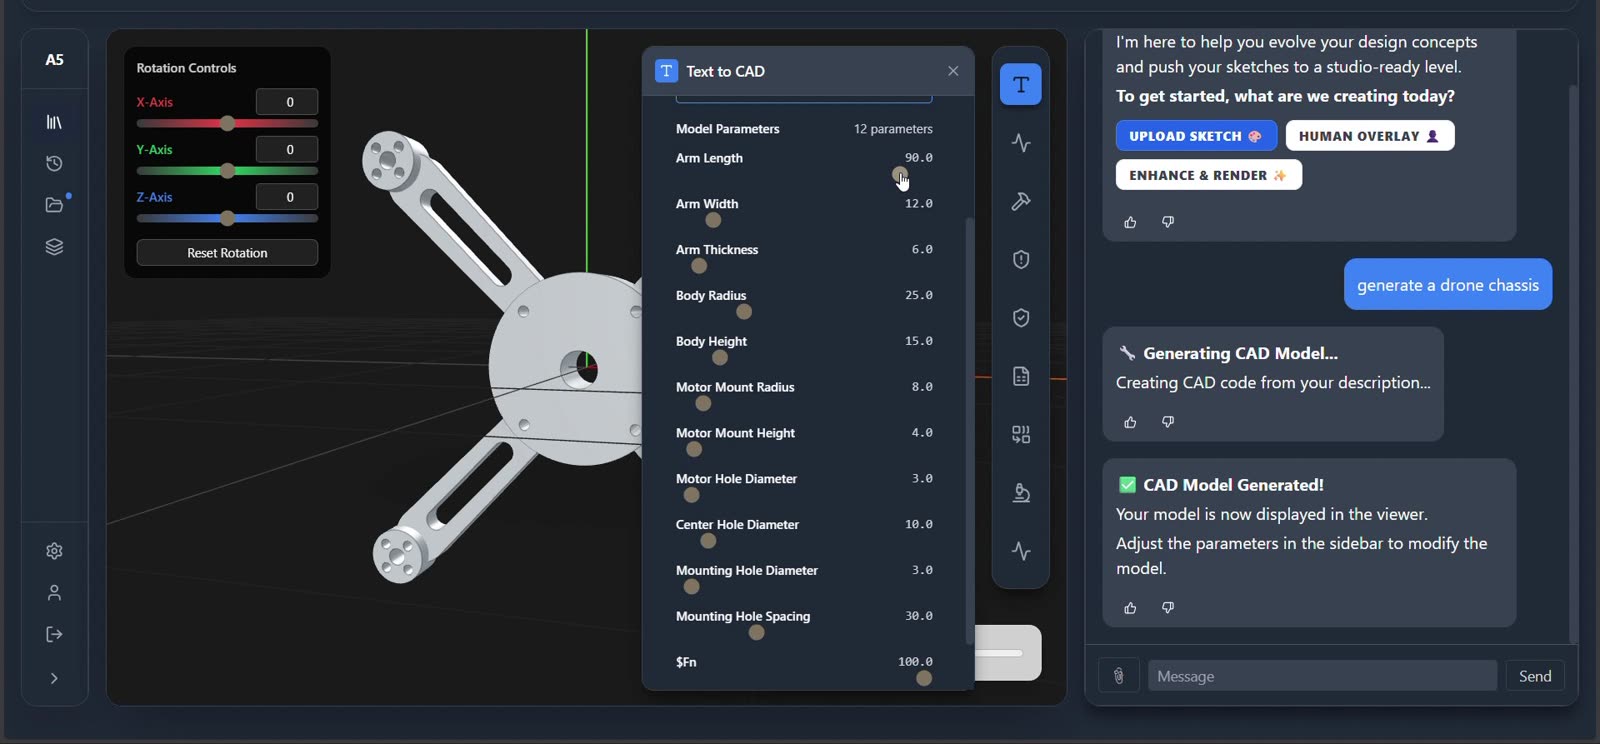 A5
Rotation Controls
X-Axis 0
Y-Axis 0
Z-Axis 0
Reset Rotation
T Text to CAD
Model Parameters 12 parameters
Arm Length 90.0
Arm Width 12.0
Arm Thickness 6.0
Body Radius 25.0
Body Height 15.0
Motor Mount Radius 8.0
Motor Mount Height 4.0
Motor Hole Diameter 3.0
Center Hole Diameter 10.0
Mounting Hole Diameter 3.0
Mounting Hole Spacing 30.0
$Fn 100.0
T
I'm here to help you evolve your design concepts
and push your sketches to a studio-ready level.
To get started, what are we creating today?
UPLOAD SKETCH 🎨 HUMAN OVERLAY 👤
ENHANCE & RENDER ✨
generate a drone chassis
🔧 Generating CAD Model...
Creating CAD code from your description...
✅ CAD Model Generated!
Your model is now displayed in the viewer.
Adjust the parameters in the sidebar to modify the
model.
Message Send